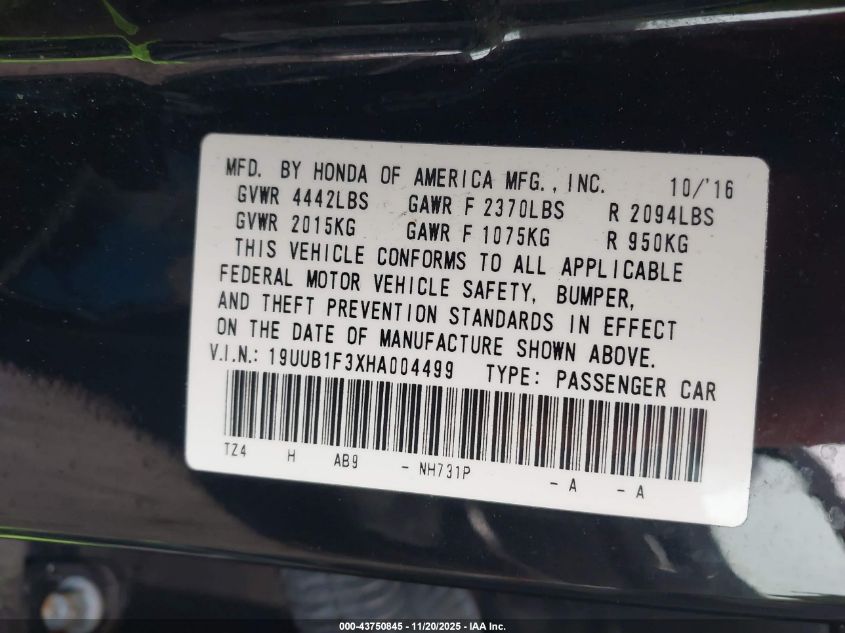 MFD. BY HONDA OF AMERICA MFG., INC. 10/'16
GVWR 4442LBS GAWR F 2370LBS R 2094LBS
GVWR 2015KG GAWR F 1075KG R 950KG
THIS VEHICLE CONFORMS TO ALL APPLICABLE
FEDERAL MOTOR VEHICLE SAFETY, BUMPER,
AND THEFT PREVENTION STANDARDS IN EFFECT
ON THE DATE OF MANUFACTURE SHOWN ABOVE.
V.I.N.: 19UUB1F3XHA004499 TYPE: PASSENGER CAR
TZ4 H AB9 - NH731P - A - A
000-43750845 - 11/20/2025 - IAA Corp.